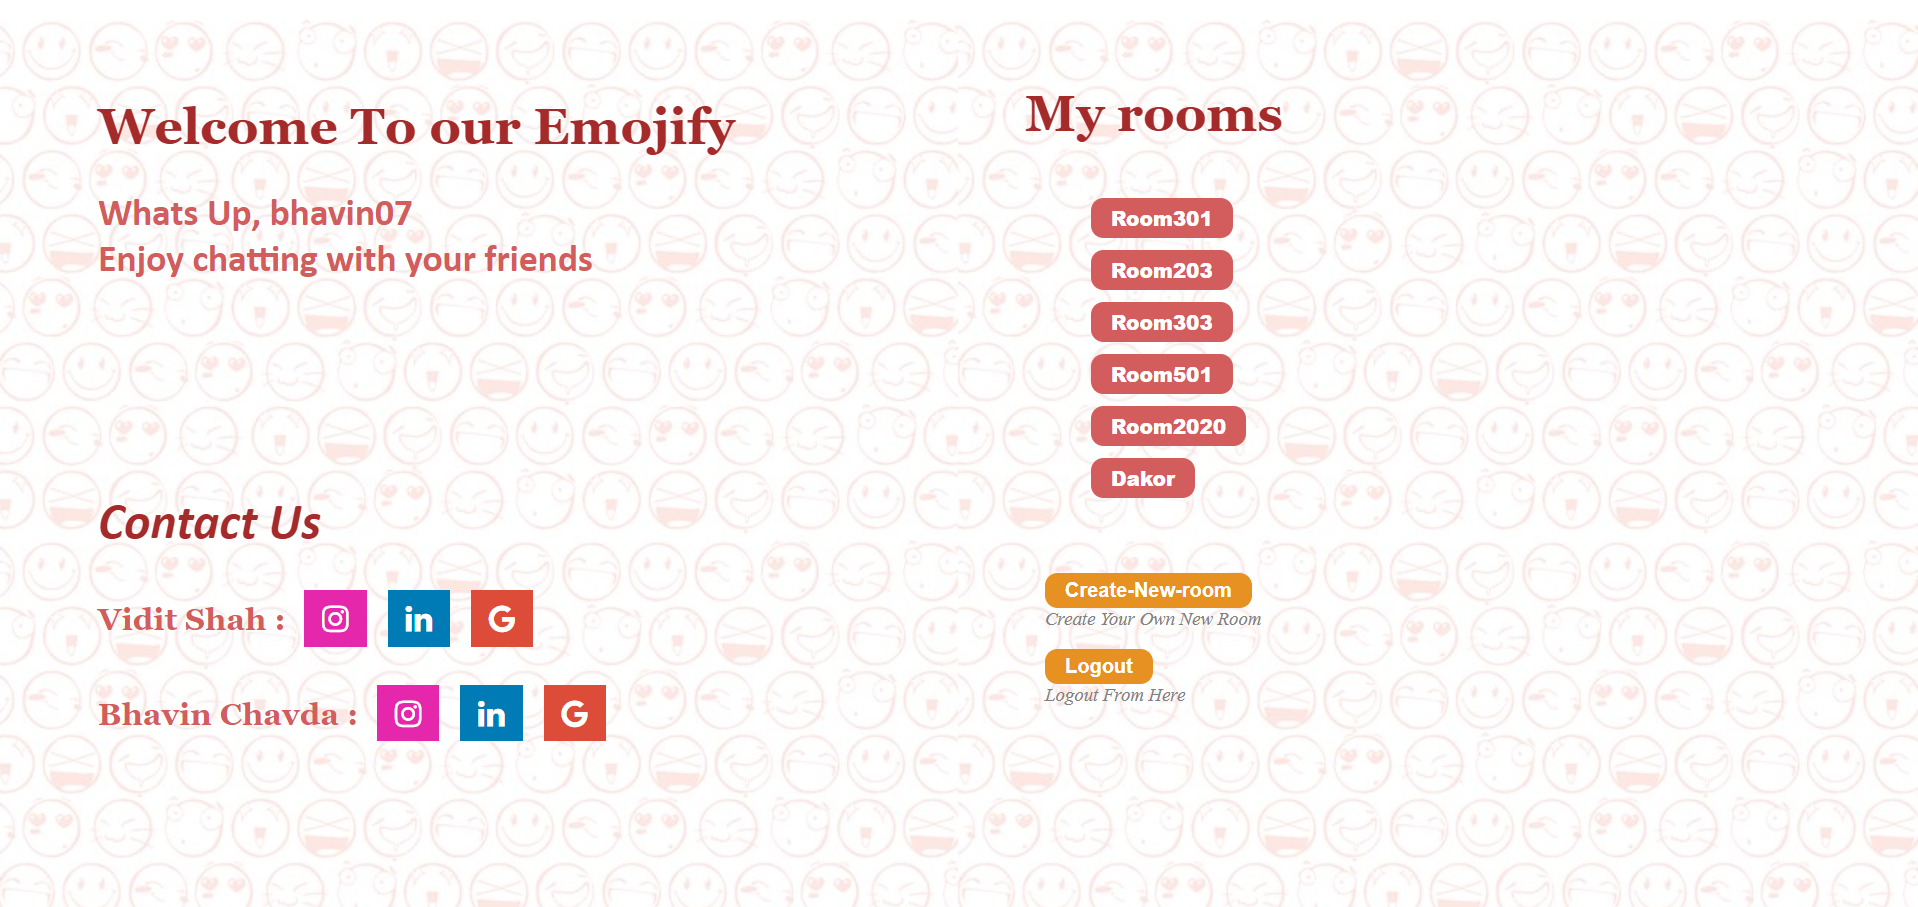 Welcome To our Emojify
Whats Up, bhavin07
Enjoy chatting with your friends
Contact Us
Vidit Shah :
in
G
Bhavin Chavda :
in
G
My rooms
Room301
Room203
Room303
Room501
Room2020
Dakor
Create-New-room
Create Your Own New Room
Logout
Logout From Here